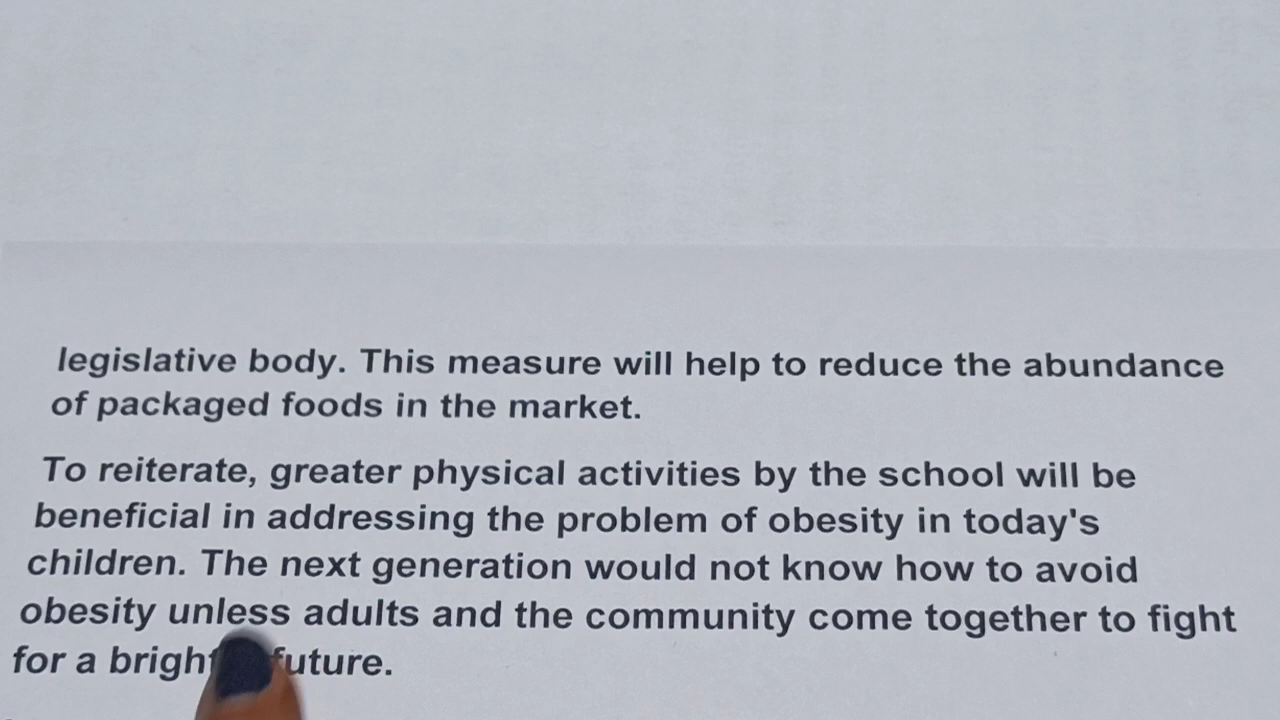 legislative body. This measure will help to reduce the abundance
of packaged foods in the market.
To reiterate, greater physical activities by the school will be
beneficial in addressing the problem of obesity in today's
children. The next generation would not know how to avoid
obesity unless adults and the community come together to fight
for a future.